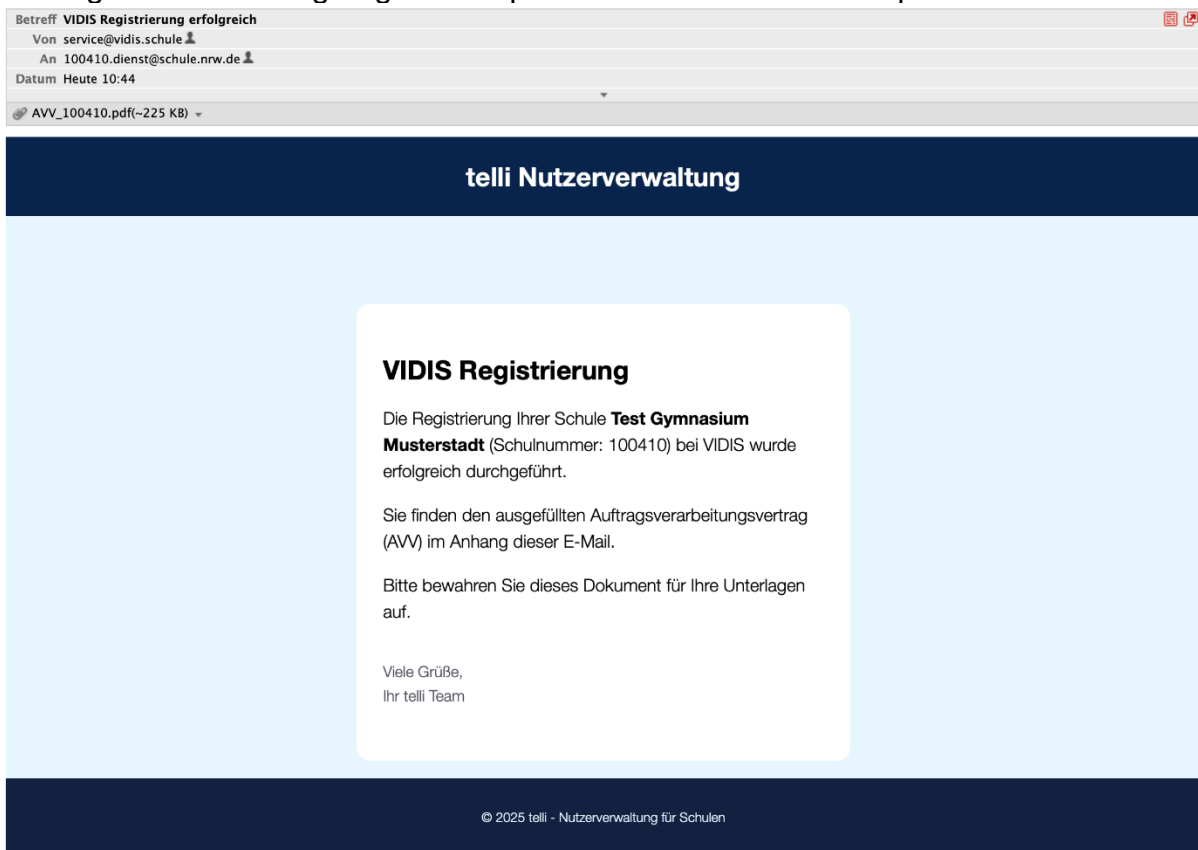 Betreff VIDIS Registrierung erfolgreich
Von service@vidis.schule
An 100410.dienst@schule.nrw.de
Datum Heute 10:44
AVV_100410.pdf(~225 KB)
telli Nutzerverwaltung
VIDIS Registrierung
Die Registrierung Ihrer Schule Test Gymnasium
Musterstadt (Schulnummer: 100410) bei VIDIS wurde
erfolgreich durchgeführt.
Sie finden den ausgefüllten Auftragsverarbeitungsvertrag
(AVV) im Anhang dieser E-Mail.
Bitte bewahren Sie dieses Dokument für Ihre Unterlagen
auf.
Viele Grüße,
Ihr telli Team
© 2025 telli - Nutzerverwaltung für Schulen